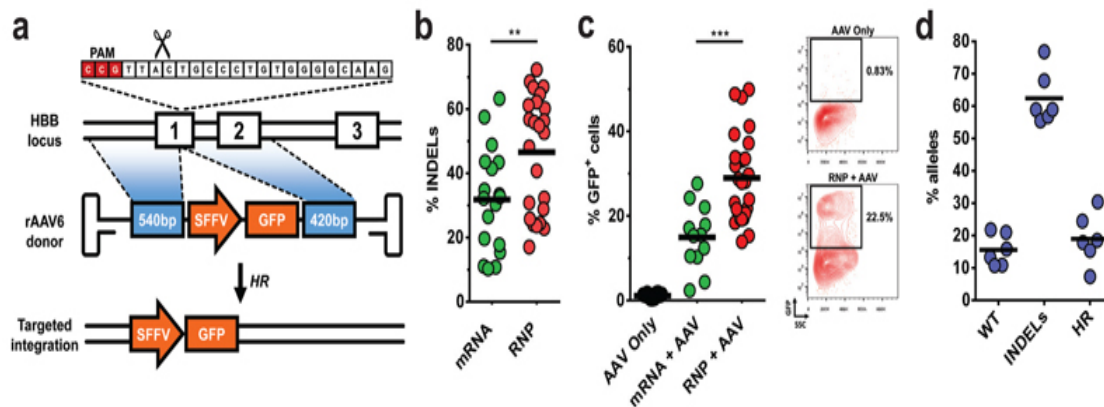 a
PAM
CCGTTACTGCCCTGTGGGGCAAG
HBB
locus
1 2 3
rAAV6
donor
540bp SFFV GFP 420bp
HR
Targeted
integration
SFFV GFP
b
% INDELs
80
60
40
20
0
**
mRNA
RNP
c
% GFP+ cells
60
40
20
0
***
AAV Only
mRNA + AAV
RNP + AAV
AAV Only
0.83%
RNP + AAV
22.5%
GFP
SSC
d
% alleles
80
70
60
50
40
30
20
10
0
WT
INDELs
HR